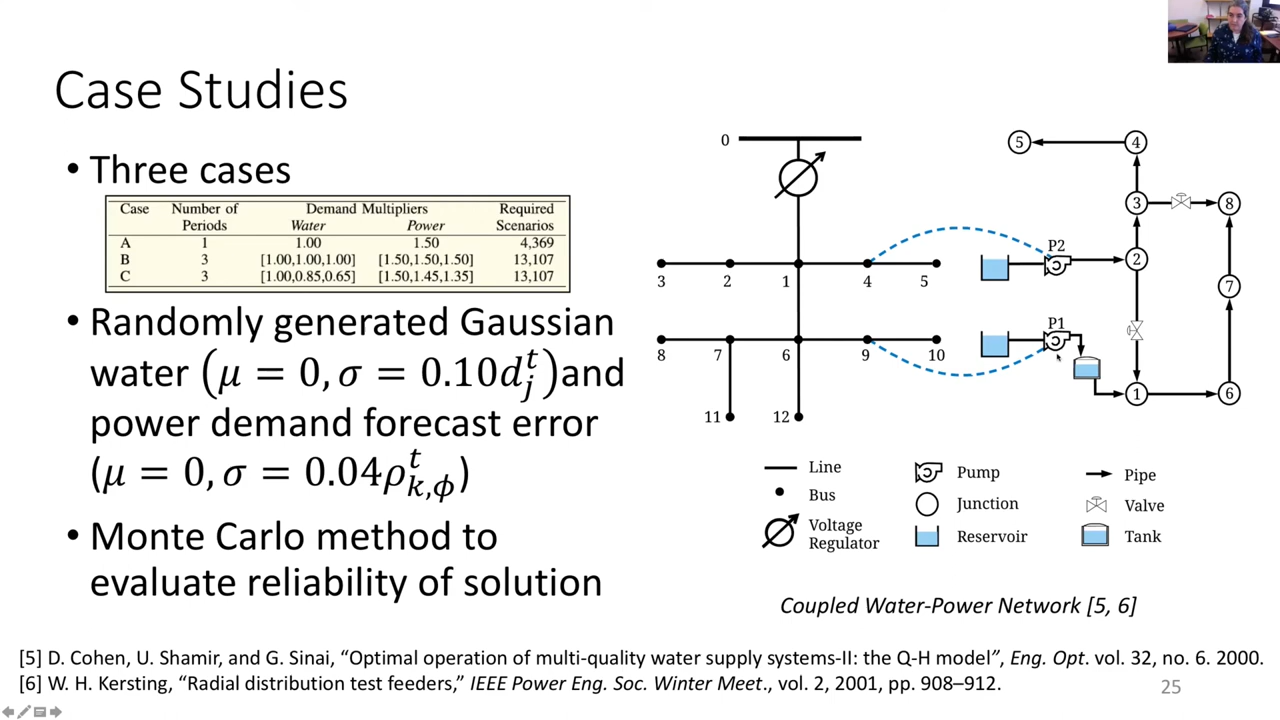 Case Studies
• Three cases
Case Number of Periods Demand Multipliers Required Scenarios
Water Power
A 1 1.00 1.50 4,369
B 3 [1.00,1.00,1.00] [1.50,1.50,1.50] 13,107
C 3 [1.00,0.85,0.65] [1.50,1.45,1.35] 13,107
• Randomly generated Gaussian
water (μ = 0, σ = 0.10d_j^t) and
power demand forecast error
(μ = 0, σ = 0.04ρ_{k,ϕ}^t)
• Monte Carlo method to
evaluate reliability of solution
0
3 2 1 4 5
8 7 6 9 10
11 12
5 4
3 8
P2
2
7
P1
1 6
Line
Bus
Voltage
Regulator
Pump
Junction
Reservoir
Pipe
Valve
Tank
Coupled Water-Power Network [5, 6]
[5] D. Cohen, U. Shamir, and G. Sinai, “Optimal operation of multi-quality water supply systems-II: the Q-H model”, Eng. Opt. vol. 32, no. 6. 2000.
[6] W. H. Kersting, “Radial distribution test feeders,” IEEE Power Eng. Soc. Winter Meet., vol. 2, 2001, pp. 908–912.
25